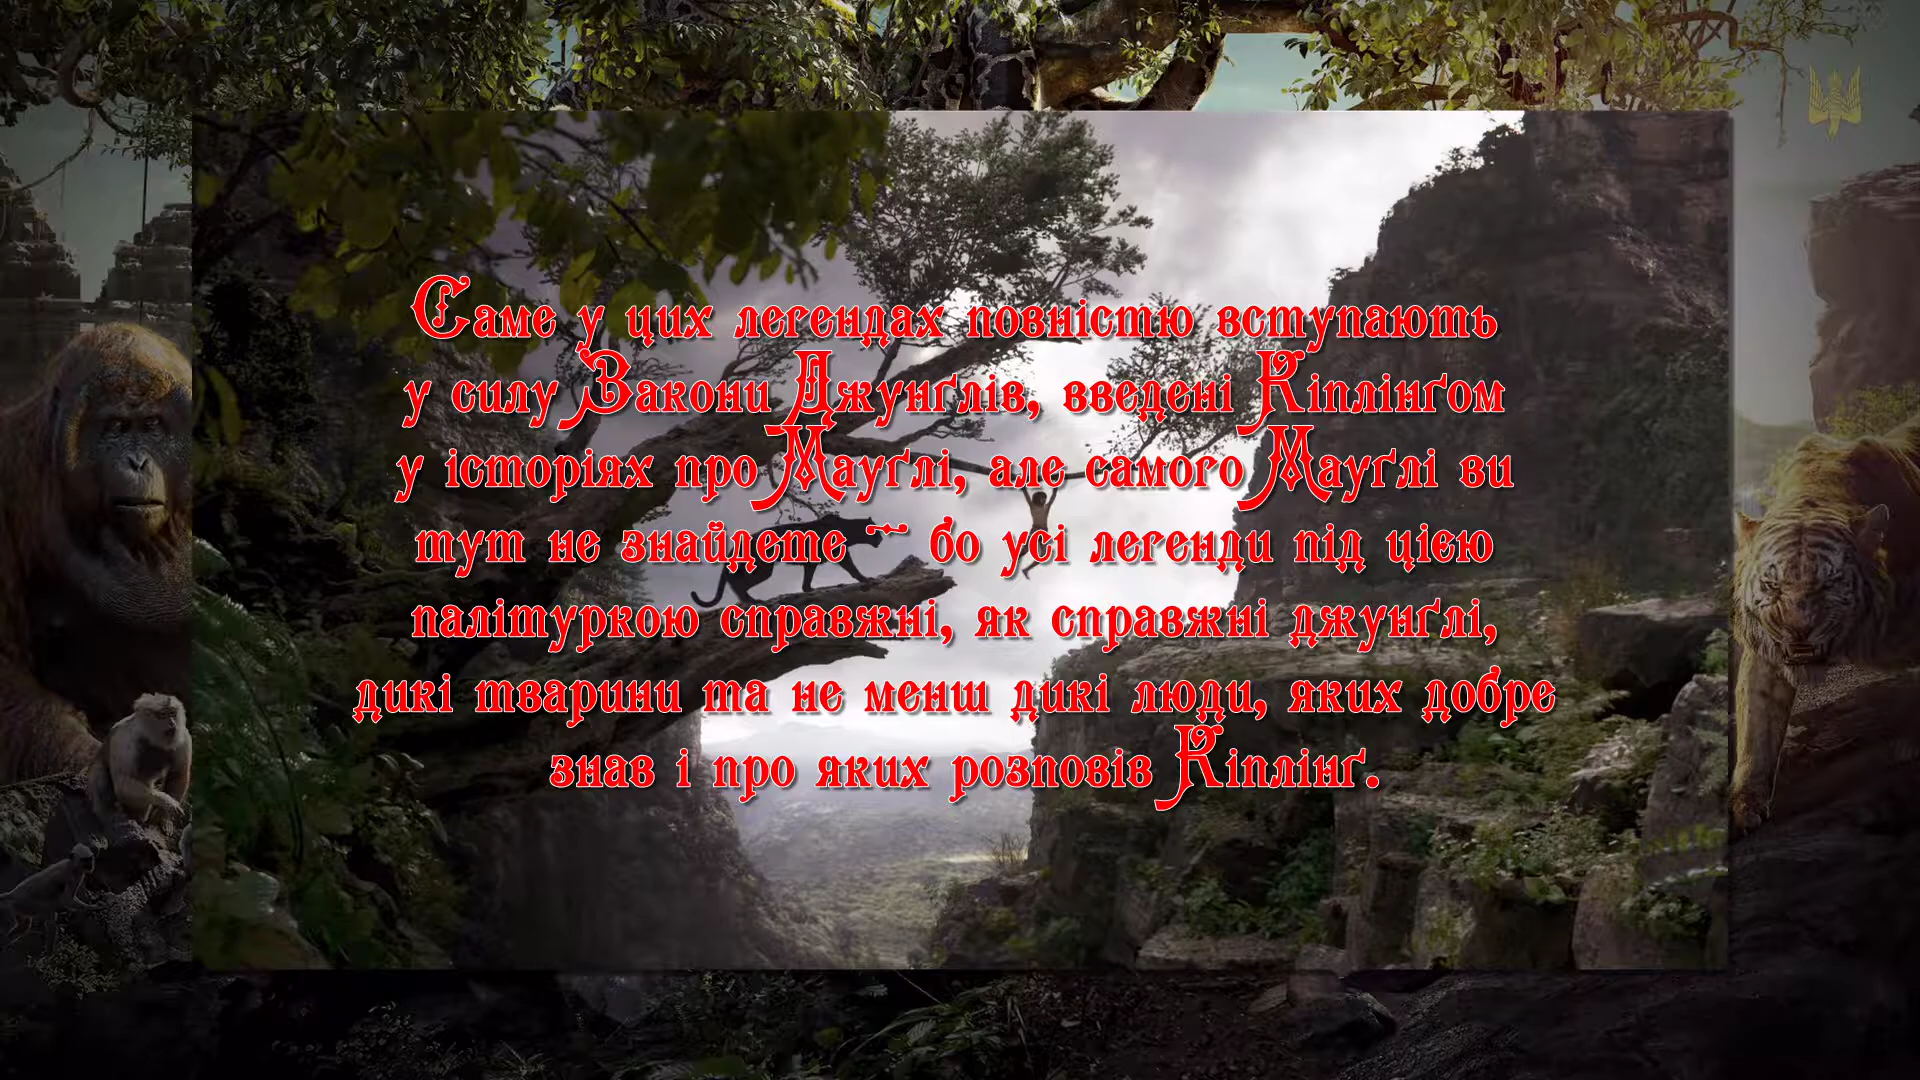 Саме у цих легендах повністю вступають
у силу Закони Джунґлів, введені Кіплінґом
у історіях про Мауґлі, але самого Мауґлі ви
тут не знайдете – бо усі легенди під цією
палітуркою справжні, як справжні джунґлі,
дикі тварини та не менш дикі люди, яких добре
знав і про яких розповів Кіплінґ.